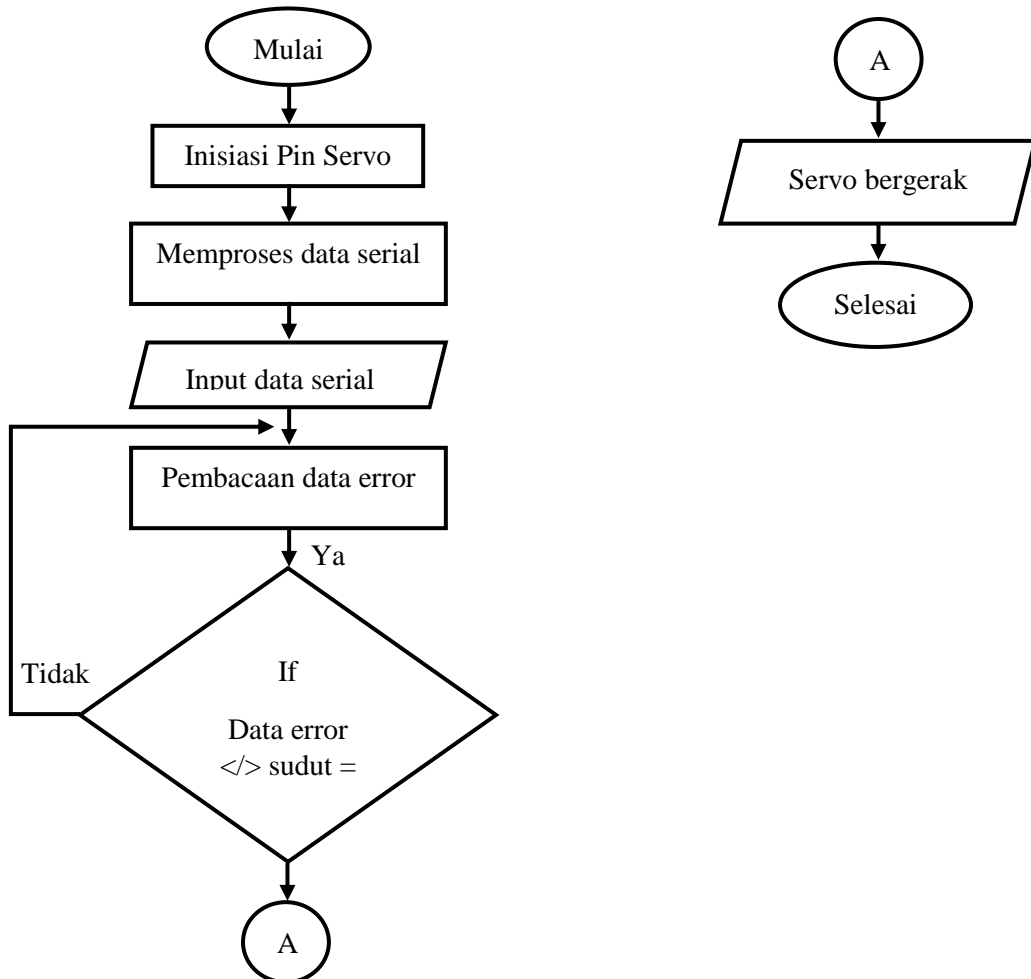 Mulai
Inisiasi Pin Servo
Memproses data serial
Input data serial
Pembacaan data error
Ya
Tidak
If
Data error
</> sudut =
A
A
Servo bergerak
Selesai